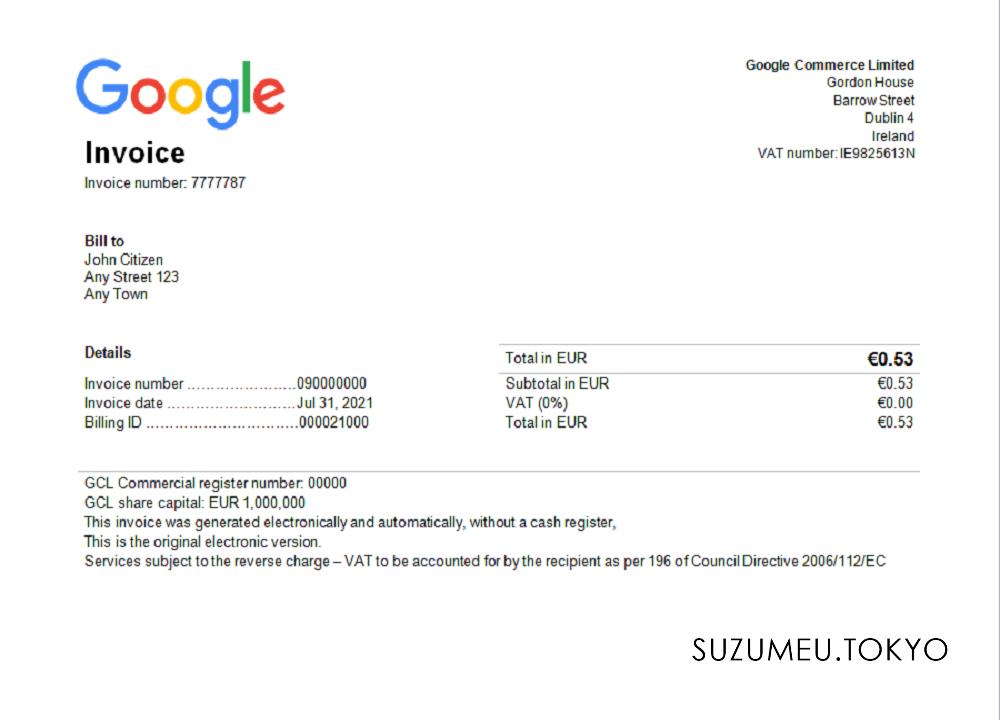 Google
Invoice
Invoice number: 7777787
Google Commerce Limited
Gordon House
Barrow Street
Dublin 4
Ireland
VAT number: IE9825613N
Bill to
John Citizen
Any Street 123
Any Town
Details
Invoice number ......................090000000
Invoice date ..........................Jul 31, 2021
Billing ID ...............................000021000
Total in EUR €0.53
Subtotal in EUR €0.53
VAT (0%) €0.00
Total in EUR €0.53
GCL Commercial register number: 00000
GCL share capital: EUR 1,000,000
This invoice was generated electronically and automatically, without a cash register,
This is the original electronic version.
Services subject to the reverse charge – VAT to be accounted for by the recipient as per 196 of Council Directive 2006/112/EC
SUZUMEU.TOKYO